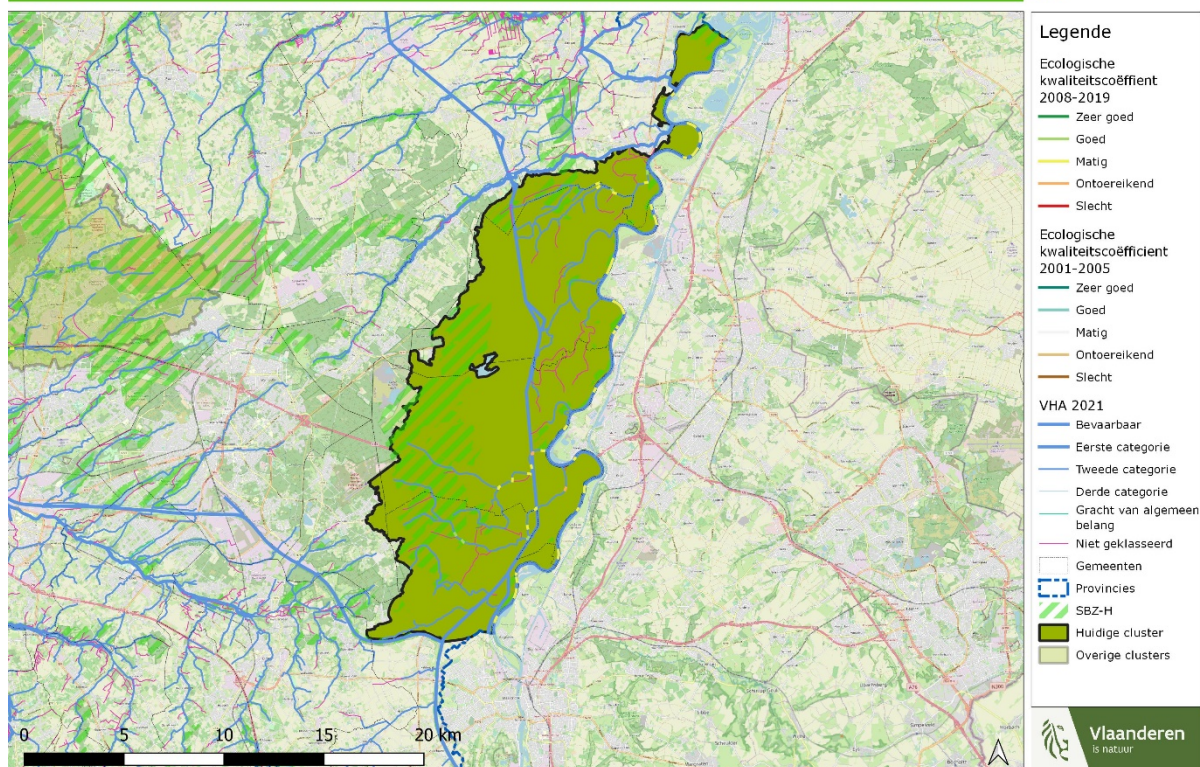 Legende
Ecologische
kwaliteitscoëffient
2008-2019
Zeer goed
Goed
Matig
Ontoereikend
Slecht
Ecologische
kwaliteitscoëfficient
2001-2005
Zeer goed
Goed
Matig
Ontoereikend
Slecht
VHA 2021
Bevaarbaar
Eerste categorie
Tweede categorie
Derde categorie
Gracht van algemeen
belang
Niet geklasseerd
Gemeenten
Provincies
SBZ-H
Huidige cluster
Overige clusters
0 5 10 15 20 km
Vlaanderen
is natuur